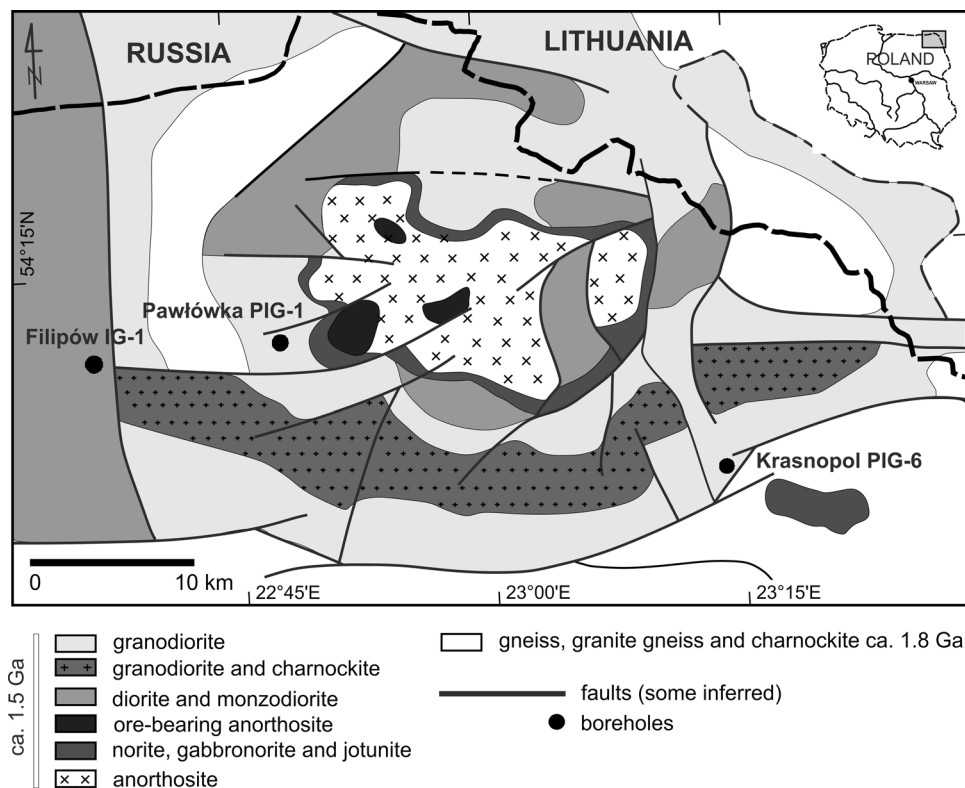 RUSSIA
LITHUANIA
POLAND
WARSAW
N
54°15'N
Pawłówka PIG-1
Filipów IG-1
Krasnopol PIG-6
0 10 km
22°45'E
23°00'E
23°15'E
ca. 1.5 Ga
granodiorite
granodiorite and charnockite
diorite and monzodiorite
ore-bearing anorthosite
norite, gabbronorite and jotunite
anorthosite
gneiss, granite gneiss and charnockite ca. 1.8 Ga
faults (some inferred)
boreholes